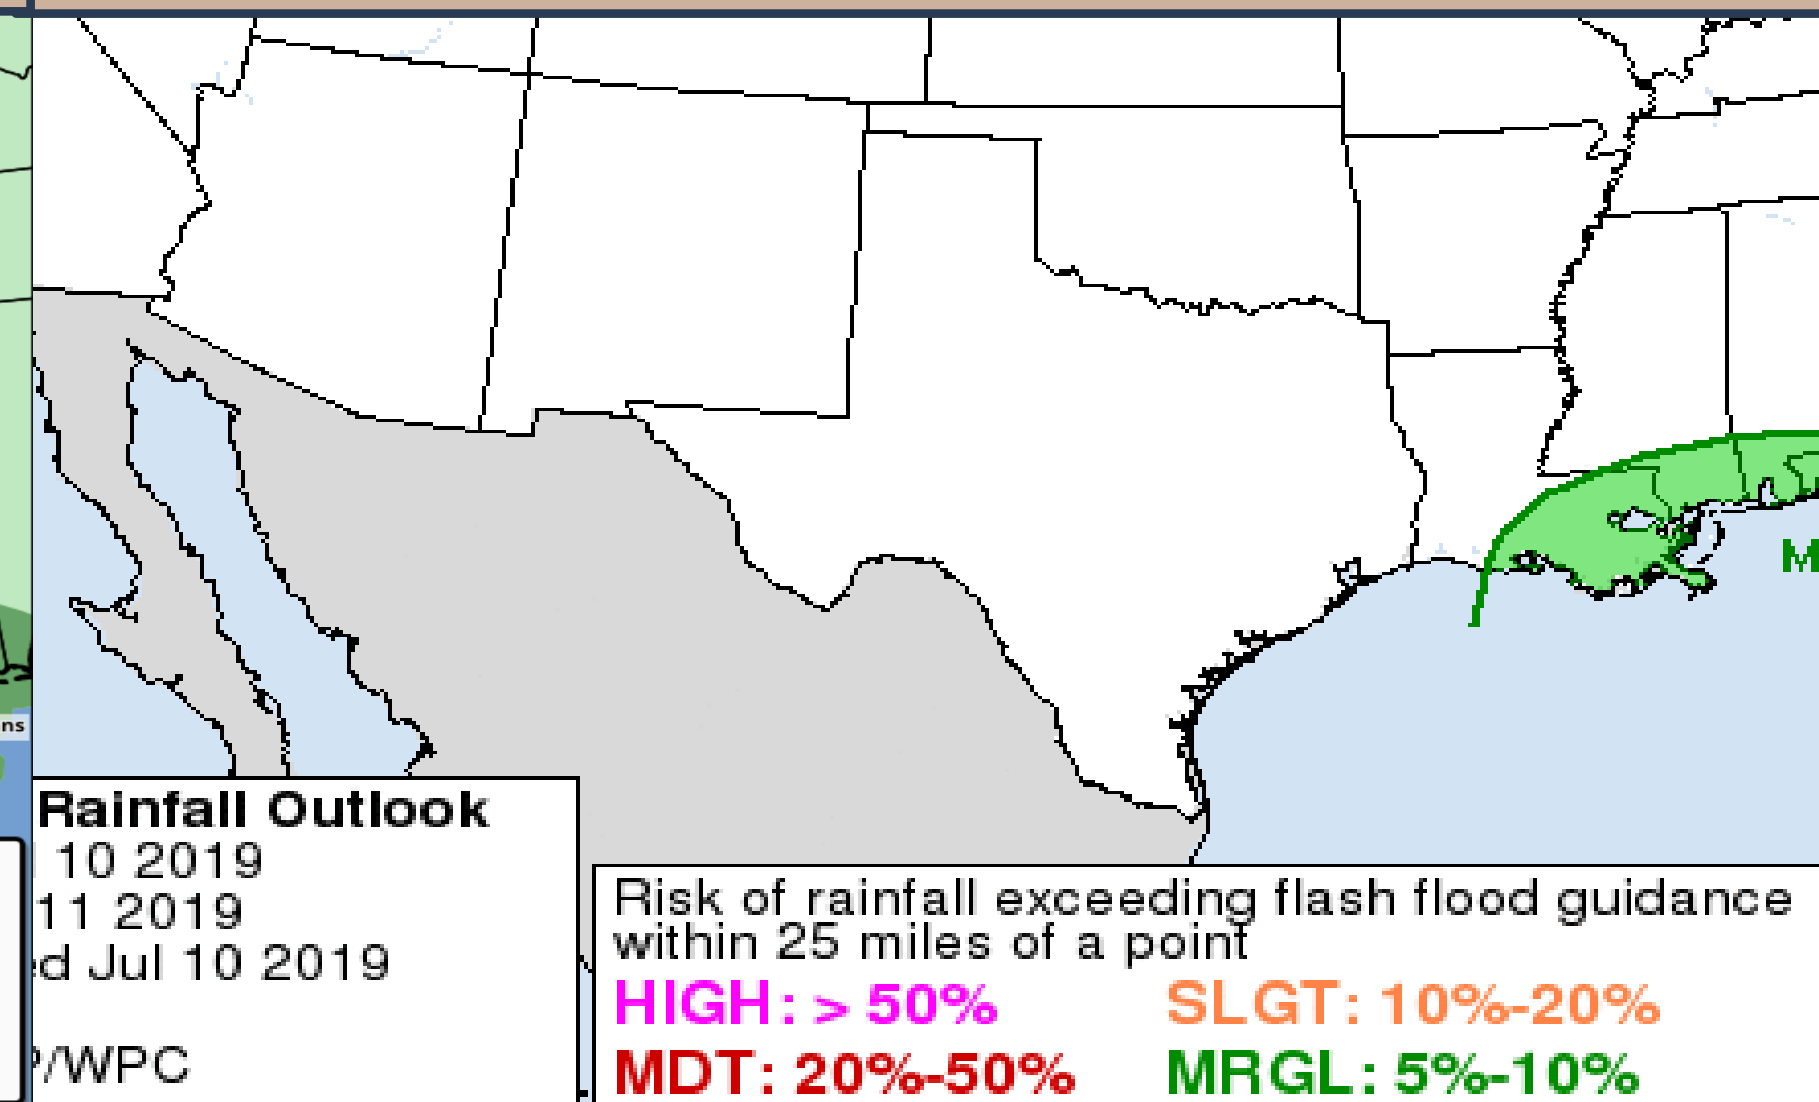 ns
Rainfall Outlook
10 2019
11 2019
d Jul 10 2019
/WPC
M
Risk of rainfall exceeding flash flood guidance
within 25 miles of a point
HIGH: > 50% SLGT: 10%-20%
MDT: 20%-50% MRGL: 5%-10%